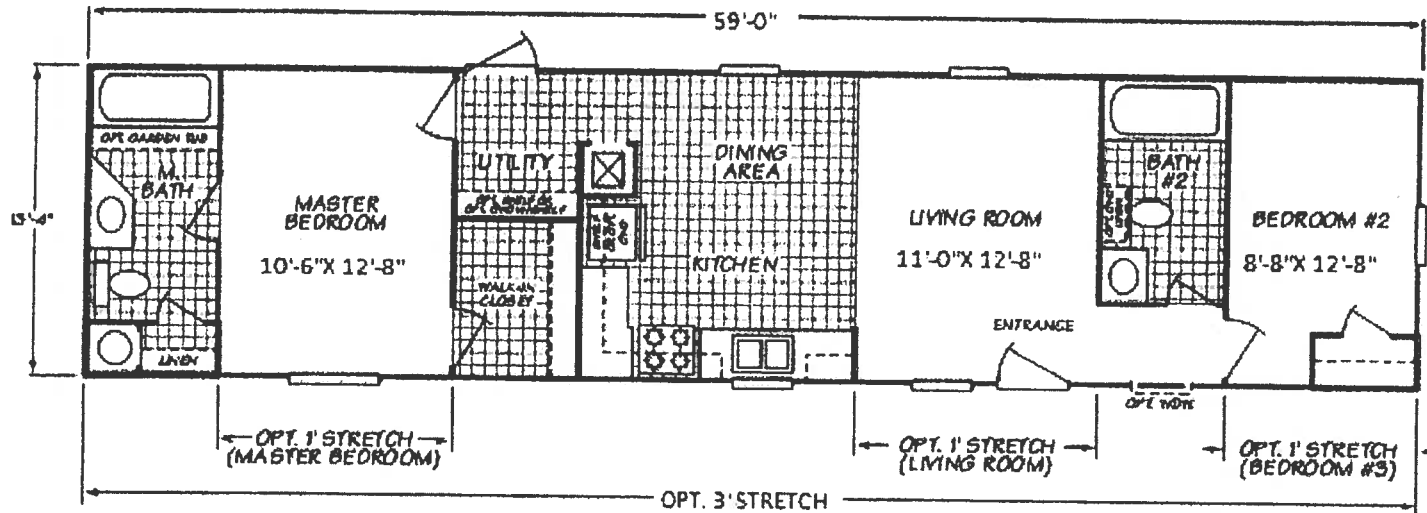 59'-0"
13'-4"
OPT. GARDEN TUB
M. BATH
LINEN
MASTER
BEDROOM
10'-6"X 12'-8"
UTILITY
WALK-IN
CLOSET
DINING
AREA
KITCHEN
LIVING ROOM
11'-0"X 12'-8"
ENTRANCE
BATH
#2
BEDROOM #2
8'-8"X 12'-8"
OPT. 1' STRETCH
(MASTER BEDROOM)
OPT. 1' STRETCH
(LIVING ROOM)
OPT. 1' STRETCH
(BEDROOM #3)
OPT. 3' STRETCH